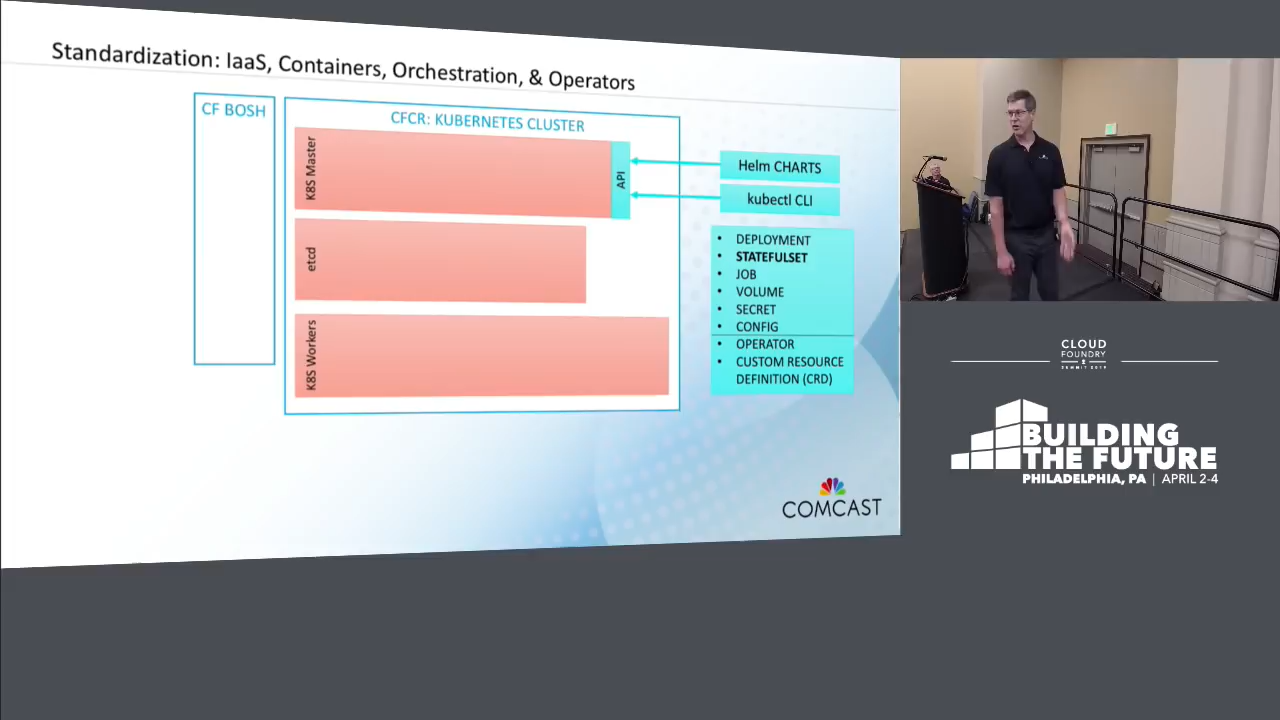 Standardization: IaaS, Containers, Orchestration, & Operators
CF BOSH
CFCR: KUBERNETES CLUSTER
K8S Master
API
etcd
K8S Workers
Helm CHARTS
kubectl CLI
• DEPLOYMENT
• STATEFULSET
• JOB
• VOLUME
• SECRET
• CONFIG
• OPERATOR
• CUSTOM RESOURCE
DEFINITION (CRD)
COMCAST
CLOUD
FOUNDRY
SUMMIT 2019
BUILDING
THE FUTURE
PHILADELPHIA, PA | APRIL 2-4